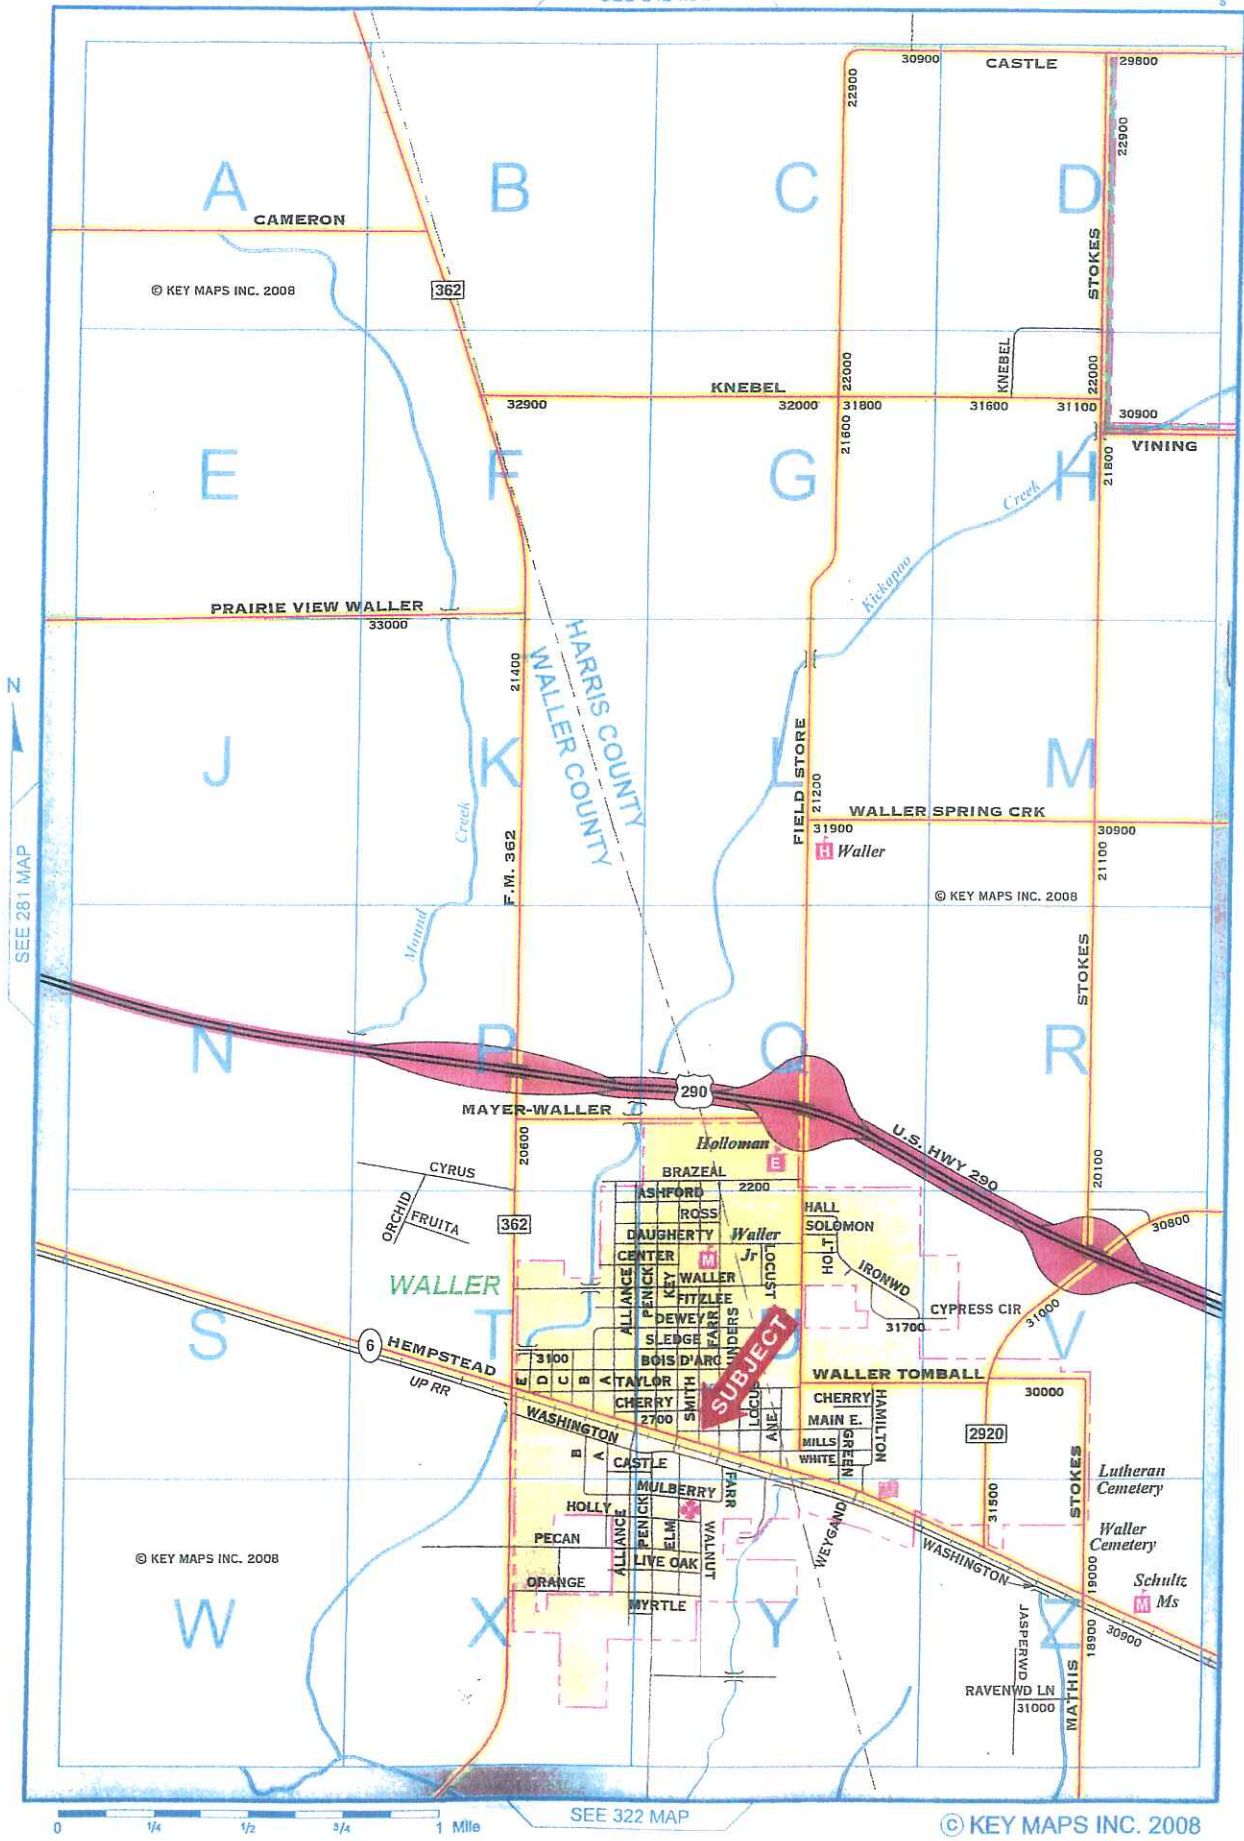 30900
CASTLE
29800
22900
22900
A
B
C
D
CAMERON
STOKES
© KEY MAPS INC. 2008
362
KNEBEL
22000
22000
KNEBEL
32900
32000
31800
31600
31100
30900
VINING
21600
21800
E
F
G
H
Creek
Kickapoo
PRAIRIE VIEW WALLER
33000
HARRIS COUNTY
WALLER COUNTY
21400
N
J
K
L
M
FIELD STORE
21200
WALLER SPRING CRK
31900
30900
H Waller
21100
Creek
F.M. 362
SEE 281 MAP
© KEY MAPS INC. 2008
Mound
STOKES
N
P
Q
R
290
MAYER-WALLER
U.S. HWY 290
Holloman
E
20600
20100
CYRUS
BRAZEAL
2200
ORCHID
FRUITA
ASHFORD
ROSS
362
HALL
SOLOMON
30800
DAUGHERTY
Waller
Jr
CENTER
M
LOCUST
HOLT
IRONWD
WALLER
ALLIANCE
PENICK
KEY
WALLER
FITZLEE
CYPRESS CIR
31700
31000
DEWEY
FARR
SLEDGE
S
T
U
V
6
HEMPSTEAD
UP RR
3100
BOIS D'ARC
SUBJECT
E
D
C
B
A
TAYLOR
WALLER TOMBALL
30000
CHERRY
SMITH
CHERRY
HAMILTON
2700
WASHINGTON
MAIN E.
2920
MILLS
GREEN
WHITE
B
A
CASTLE
STOKES
Lutheran
Cemetery
MULBERRY
FARR
HOLLY
31500
PENICK
ELM
WALNUT
ALLIANCE
PECAN
WEYGAND
Waller
Cemetery
© KEY MAPS INC. 2008
LIVE OAK
WASHINGTON
ORANGE
19000
Schultz
M Ms
MYRTLE
W
X
Y
Z
JASPERWD
18900
30900
RAVENWD LN
31000
MATHIS
0
1/4
1/2
3/4
1 Mile
SEE 322 MAP
© KEY MAPS INC. 2008